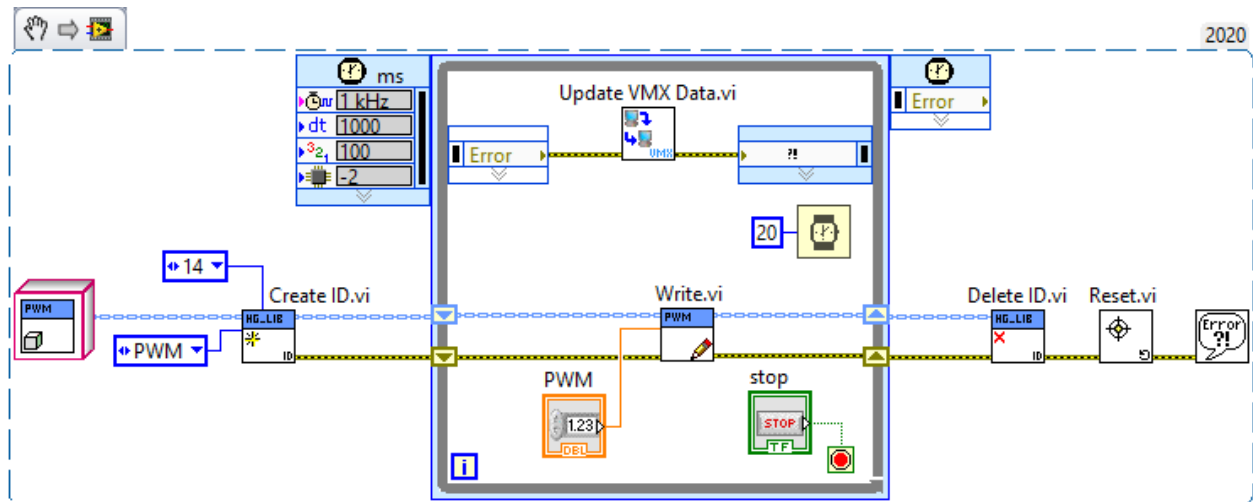 2020
ms
1 kHz
dt 1000
321 100
-2
Update VMX Data.vi
VMX
Error
?!
Error
20
14
PWM
Create ID.vi
HG_LIB
ID
PWM
Write.vi
PWM
Delete ID.vi
HG_LIB
ID
Reset.vi
Error
?!
PWM
1.23
DBL
stop
STOP
TF
i